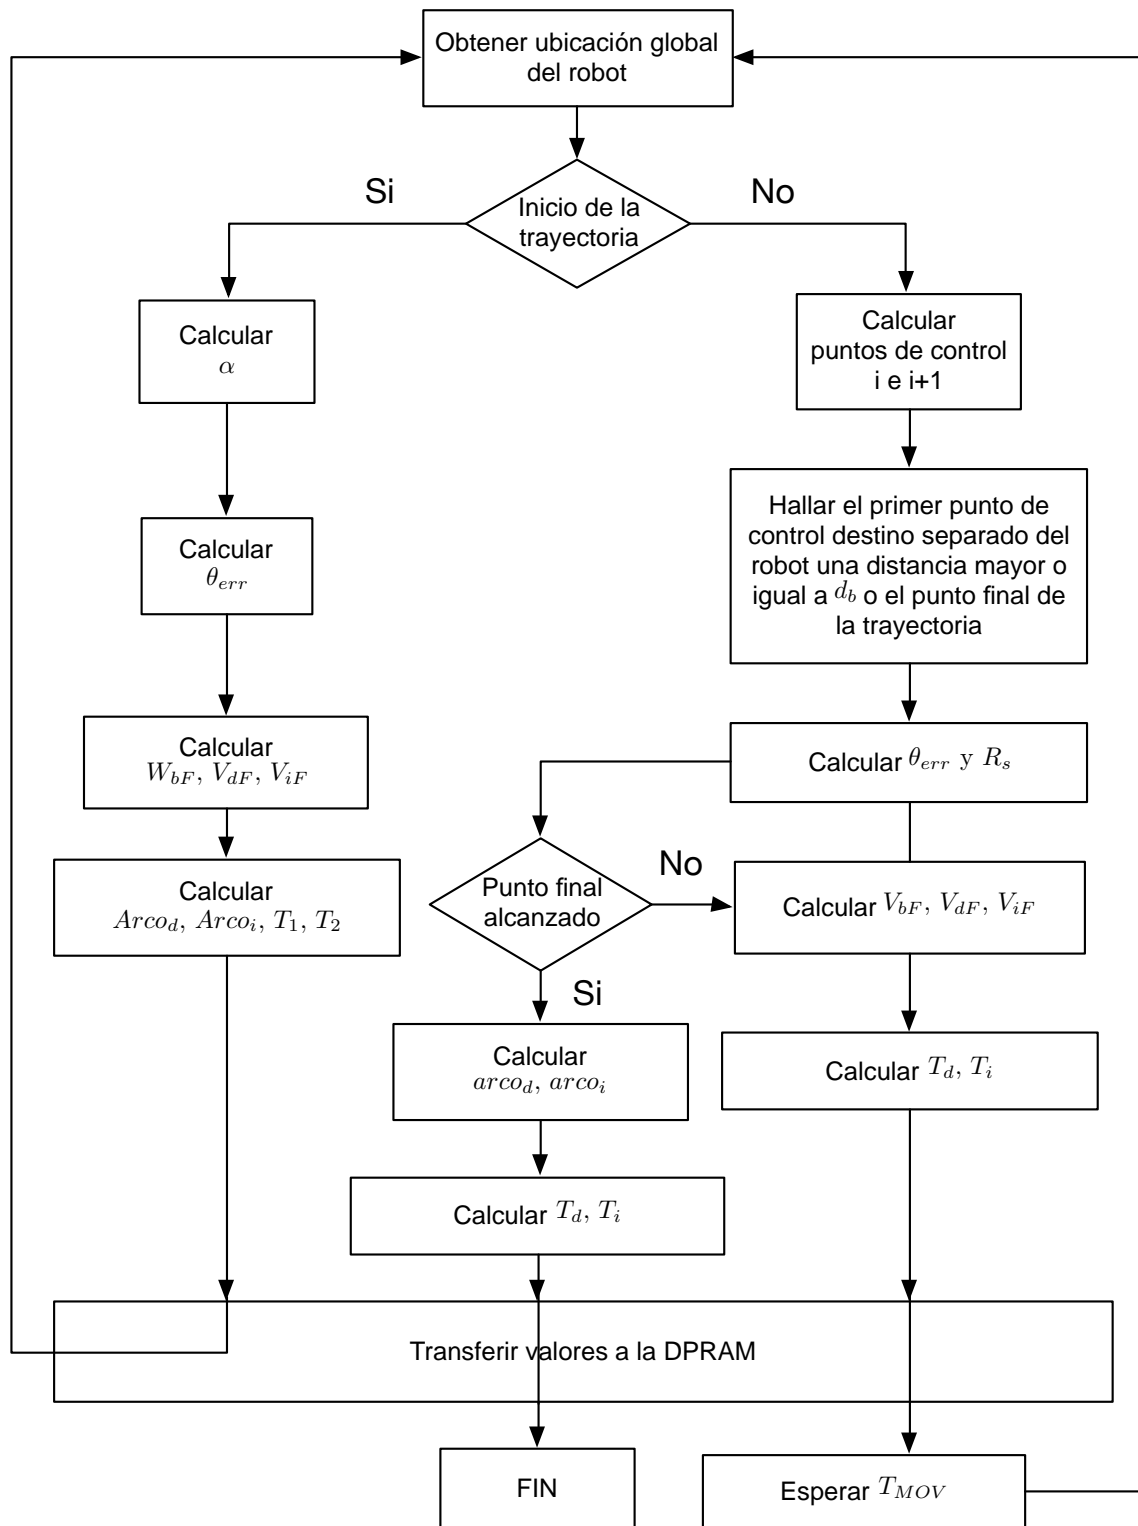 Obtener ubicación global
del robot
Si
No
Inicio de la
trayectoria
Calcular
α
Calcular
puntos de control
i e i+1
Calcular
θ_err
Hallar el primer punto de
control destino separado del
robot una distancia mayor o
igual a d_b o el punto final de
la trayectoria
Calcular
W_bF, V_dF, V_iF
Calcular θ_err y R_s
Calcular
Arco_d, Arco_i, T_1, T_2
Punto final
alcanzado
No
Calcular V_bF, V_dF, V_iF
Si
Calcular
arco_d, arco_i
Calcular T_d, T_i
Calcular T_d, T_i
Transferir valores a la DPRAM
FIN
Esperar T_MOV